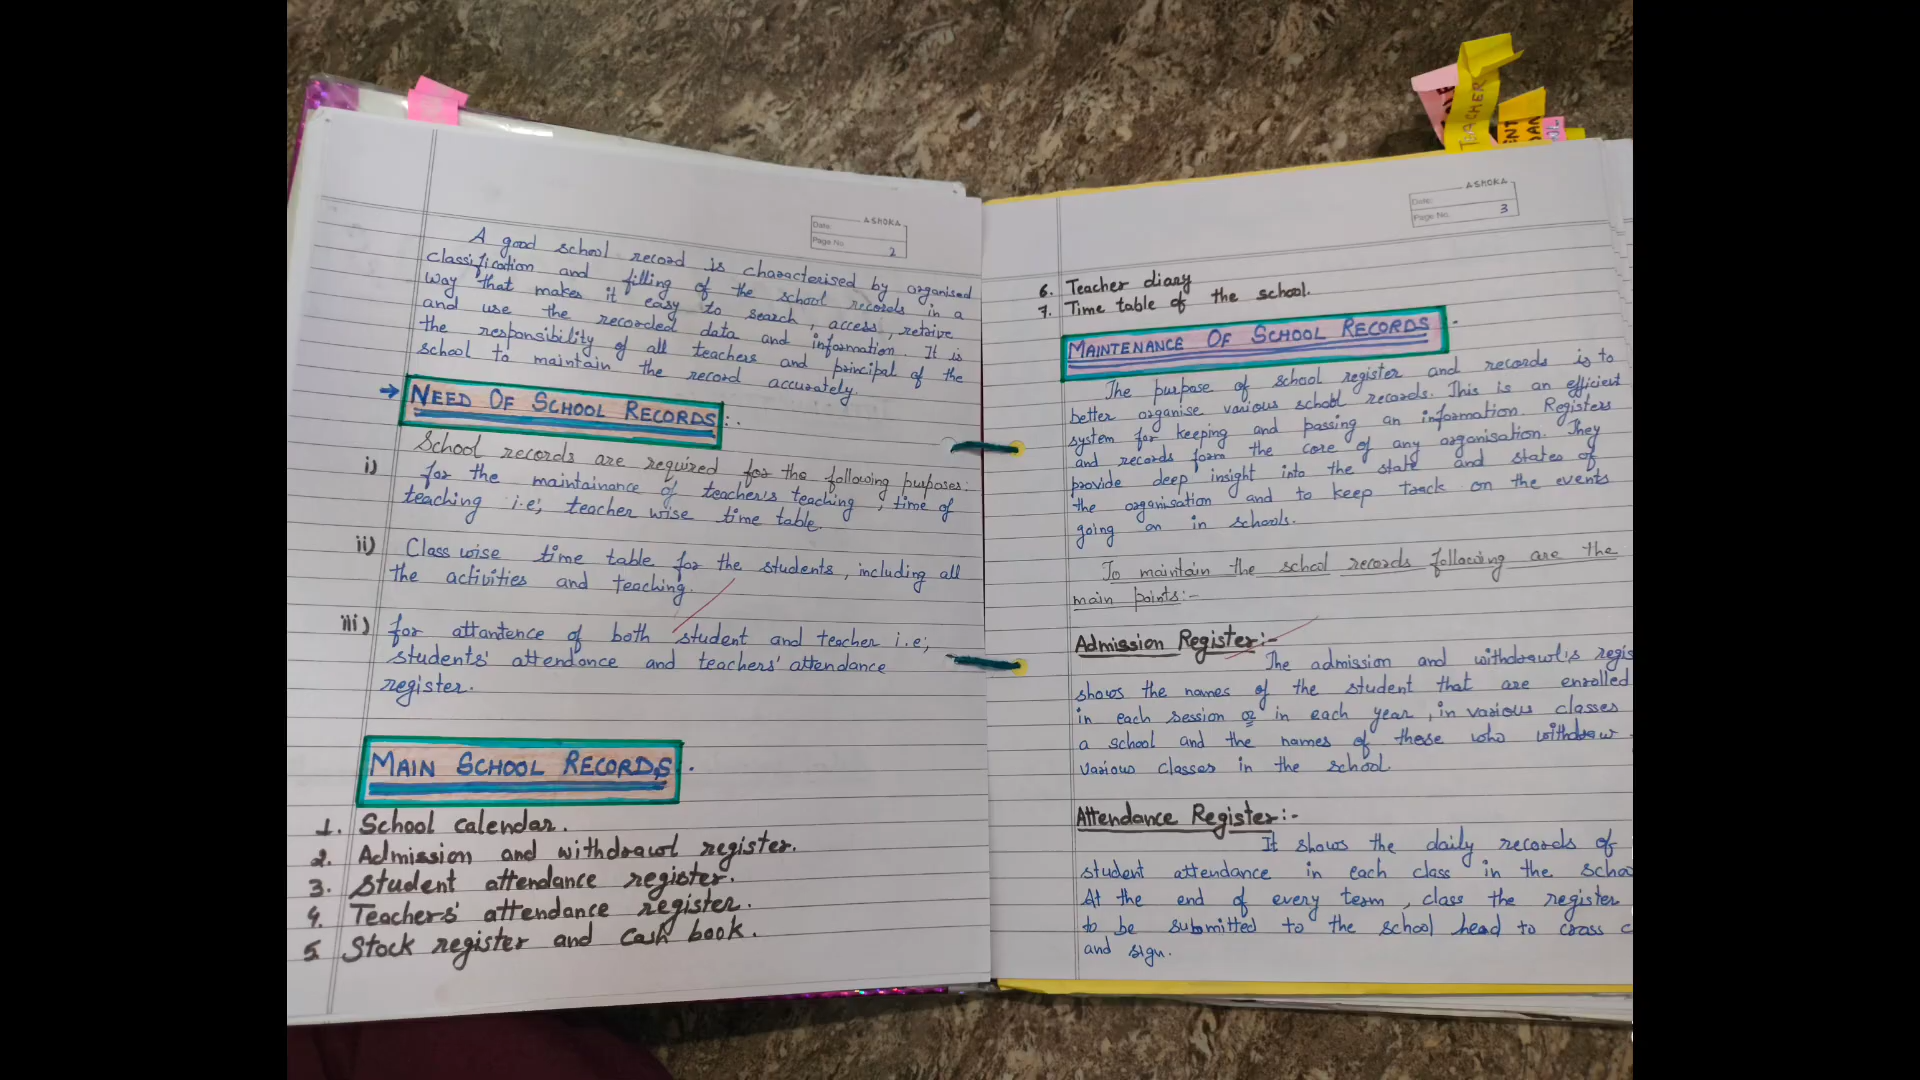 ASHOKA
Date:
Page No. 2
A good school record is characterised by organised
classification and filling of the school records in a
way that makes it easy to search, access, retrive
and use the recorded data and information. It is
the responsibility of all teachers and principal of the
school to maintain the record accurately.
→ NEED OF SCHOOL RECORDS:.
School records are required for the following purposes:
i) for the maintainance of teacher's teaching, time of
teaching i.e; teacher wise time table.
ii) Class wise time table for the students, including all
the activities and teaching.
iii) for attantence of both student and teacher i.e;
students' attendance and teachers' attendance
register.
MAIN SCHOOL RECORDS.
1. School calendar.
2. Admission and withdrawl register.
3. Student attendance register.
4. Teachers' attendance register.
5. Stock register and Cash book.
TEACHER
ASHOKA
Date:
Page No. 3
6. Teacher diary
7. Time table of the school.
MAINTENANCE OF SCHOOL RECORDS.
The purpose of school register and records is to
better organise various school records. This is an efficient
system for keeping and passing an information. Registers
and records form the core of any organisation. They
provide deep insight into the state and states of
the organisation and to keep track on the events
going on in schools.
To maintain the school records following are the
main points:-
Admission Register:-
The admission and withdrawl's regis
shows the names of the student that are enrolled
in each session or in each year, in various classes
a school and the names of those who withdraw
various classes in the school.
Attendance Register:-
It shows the daily records of
student attendance in each class in the schoo
At the end of every term, class the register
to be submitted to the school head to cross c
and sign.